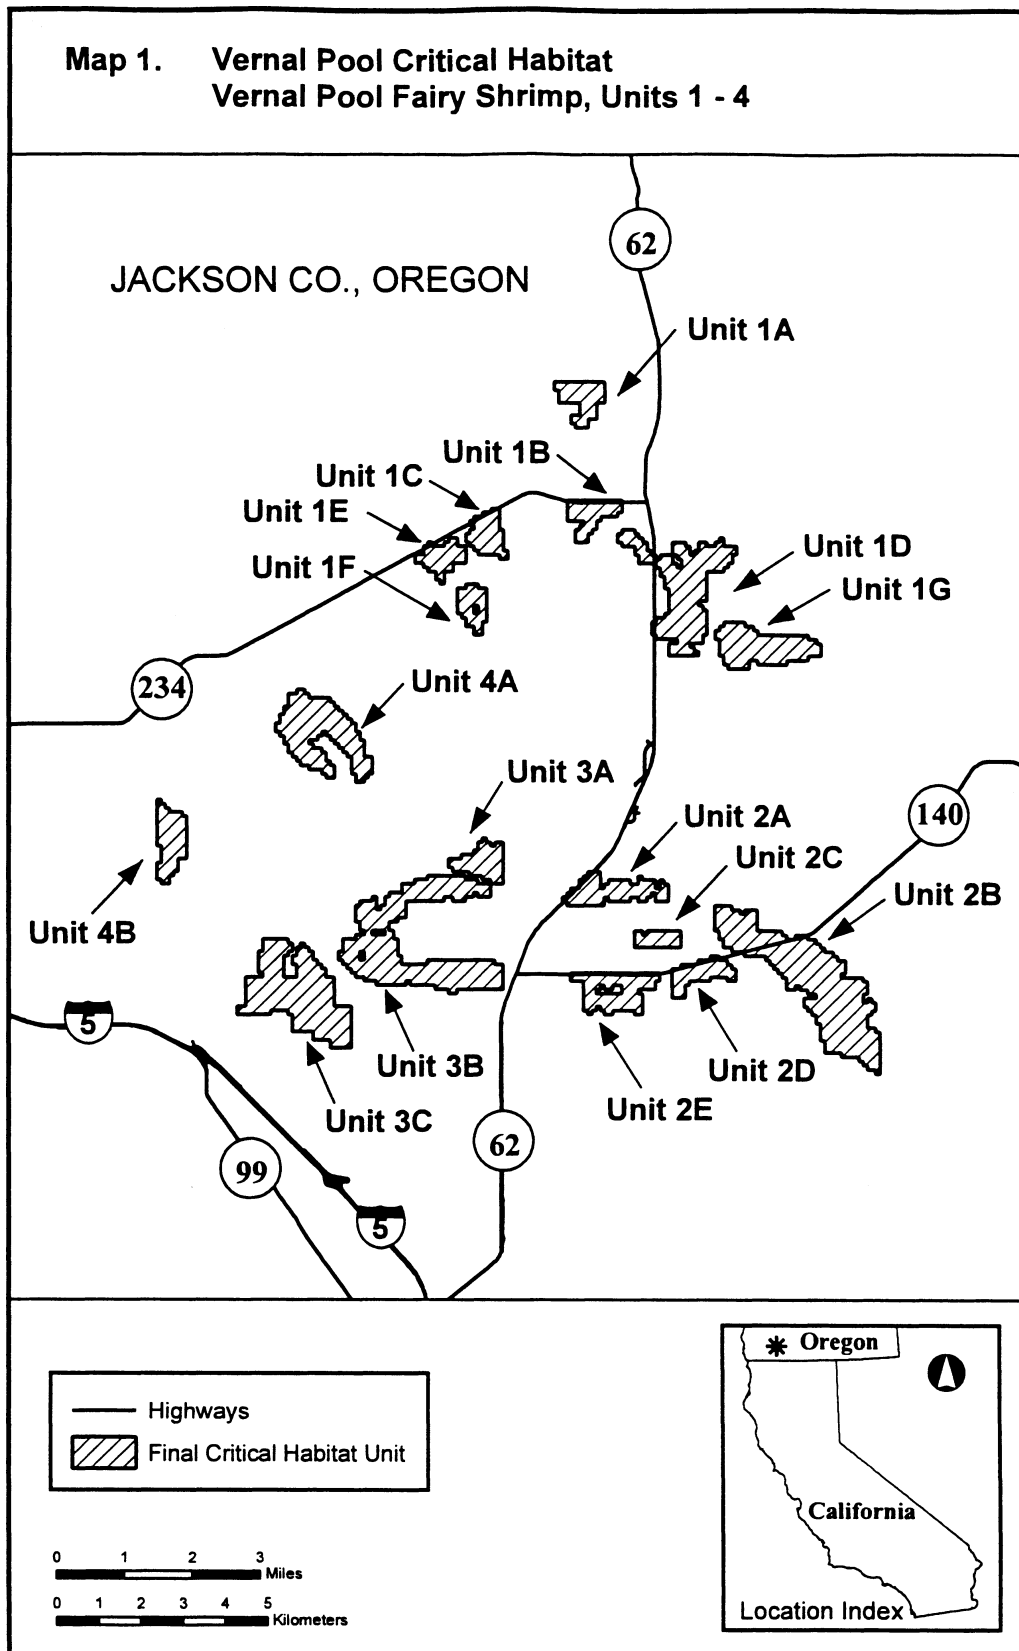 Map 1. Vernal Pool Critical Habitat
Vernal Pool Fairy Shrimp, Units 1 - 4
62
JACKSON CO., OREGON
Unit 1A
Unit 1B
Unit 1C
Unit 1E
Unit 1D
Unit 1F
Unit 1G
234
Unit 4A
Unit 3A
140
Unit 2A
Unit 2C
Unit 2B
Unit 4B
5
Unit 3B
Unit 2D
Unit 2E
Unit 3C
62
99
5
Oregon
California
Location Index
Highways
Final Critical Habitat Unit
0 1 2 3
Miles
0 1 2 3 4 5
Kilometers